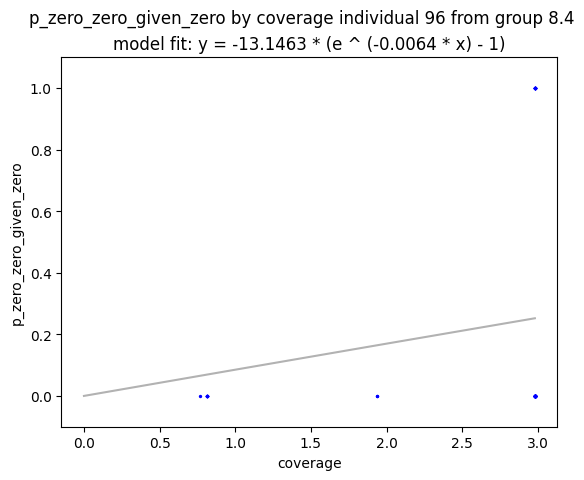 p_zero_zero_given_zero by coverage individual 96 from group 8.4
model fit: y = -13.1463 * (e ^ (-0.0064 * x) - 1)
p_zero_zero_given_zero
1.0
0.8
0.6
0.4
0.2
0.0
0.0 0.5 1.0 1.5 2.0 2.5 3.0
coverage